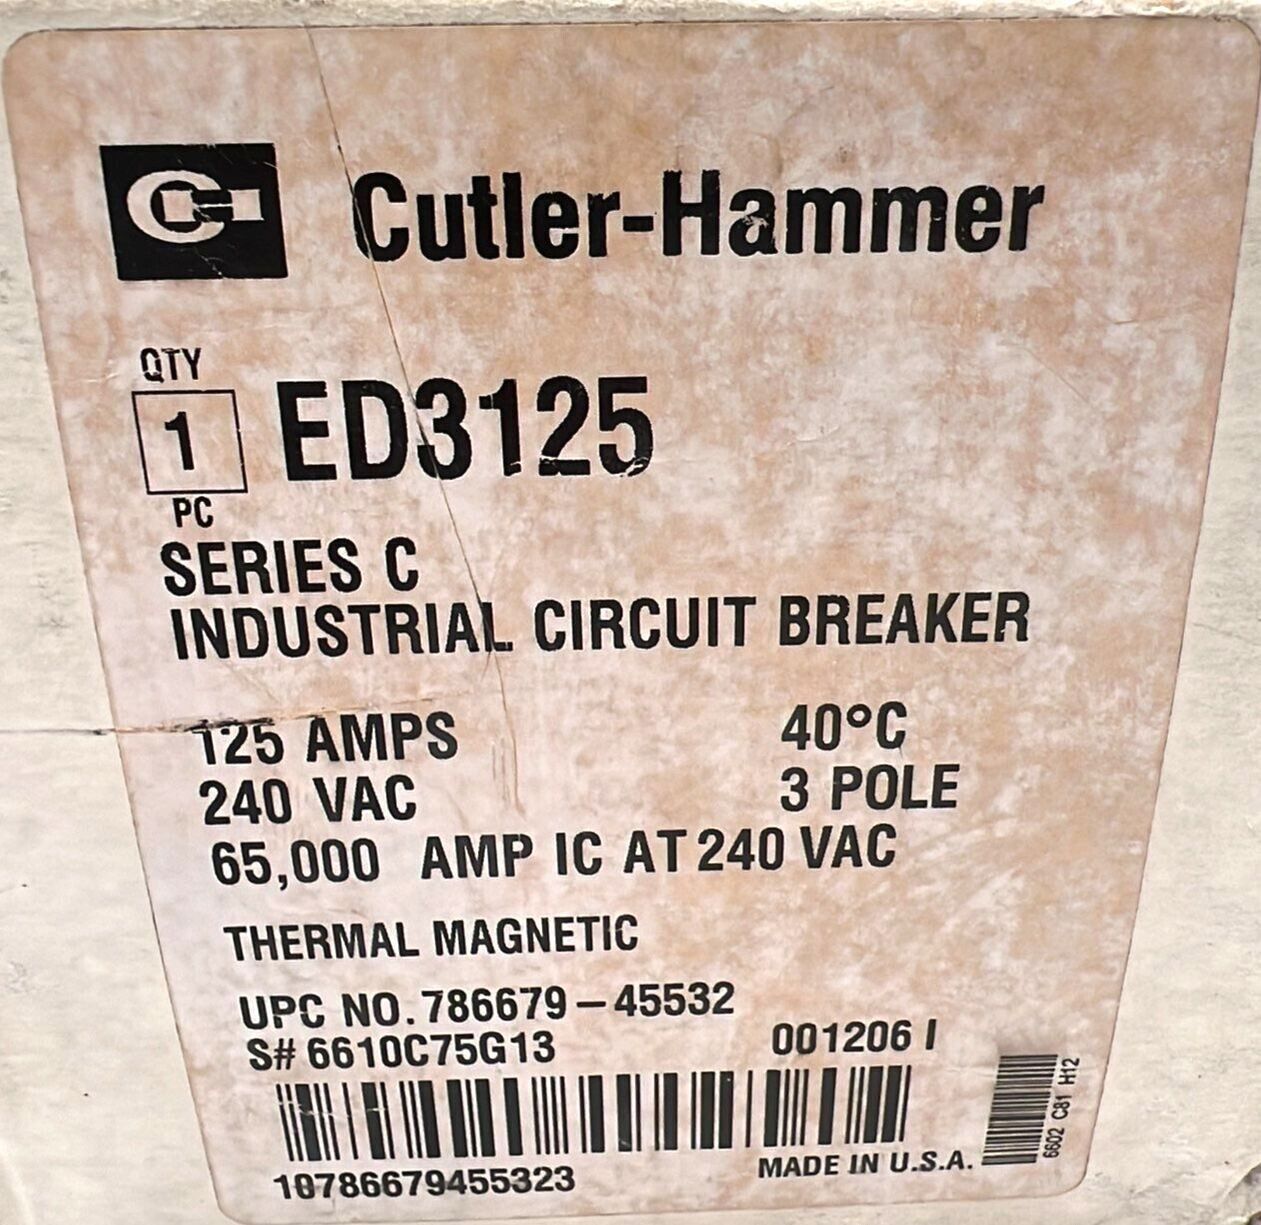 Cutler-Hammer
QTY
1
PC
ED3125
SERIES C
INDUSTRIAL CIRCUIT BREAKER
125 AMPS 40°C
240 VAC 3 POLE
65,000 AMP IC AT 240 VAC
THERMAL MAGNETIC
UPC NO. 786679-45532
S# 6610C75G13 001206 I
10786679455323
MADE IN U.S.A.
6602 C81 H12